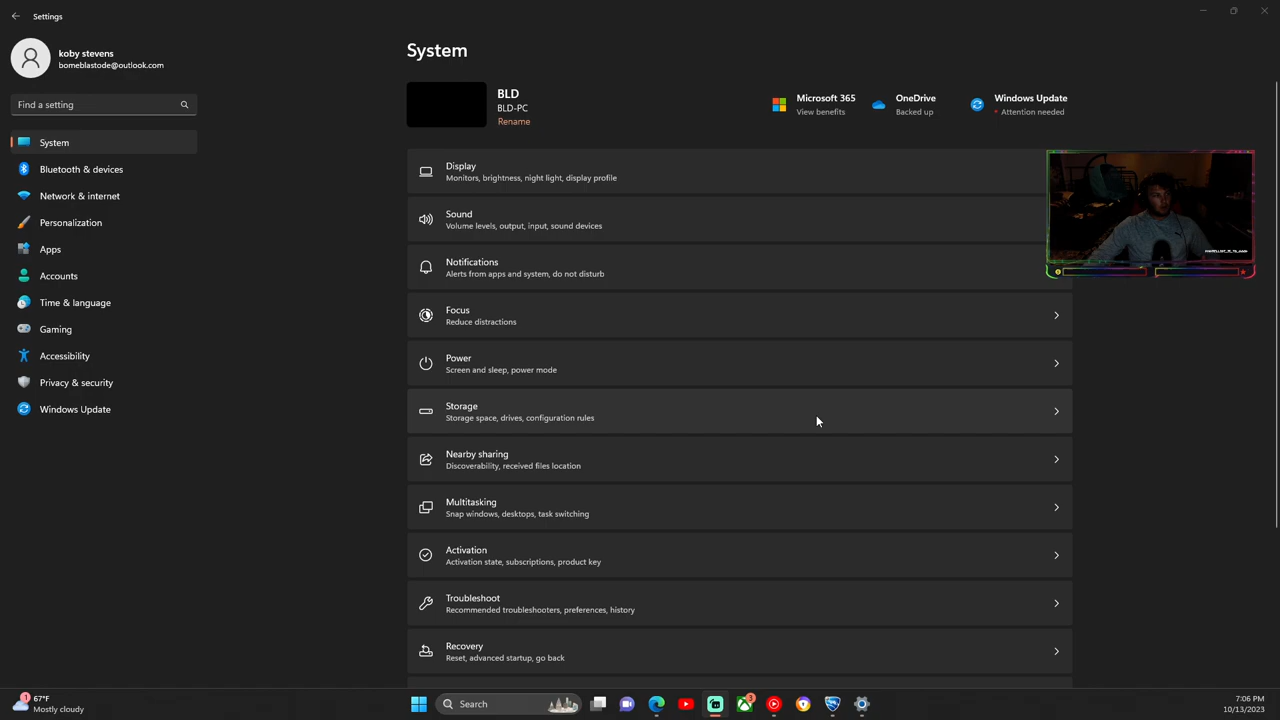 Settings
koby stevens
bomeblastode@outlook.com
Find a setting
System
Bluetooth & devices
Network & internet
Personalization
Apps
Accounts
Time & language
Gaming
Accessibility
Privacy & security
Windows Update
System
BLD
BLD-PC
Rename
Microsoft 365
View benefits
OneDrive
Backed up
Windows Update
• Attention needed
Display
Monitors, brightness, night light, display profile
Sound
Volume levels, output, input, sound devices
Notifications
Alerts from apps and system, do not disturb
Focus
Reduce distractions
Power
Screen and sleep, power mode
Storage
Storage space, drives, configuration rules
Nearby sharing
Discoverability, received files location
Multitasking
Snap windows, desktops, task switching
Activation
Activation state, subscriptions, product key
Troubleshoot
Recommended troubleshooters, preferences, history
Recovery
Reset, advanced startup, go back
1
67°F
Mostly cloudy
Search
3
7:06 PM
10/13/2023